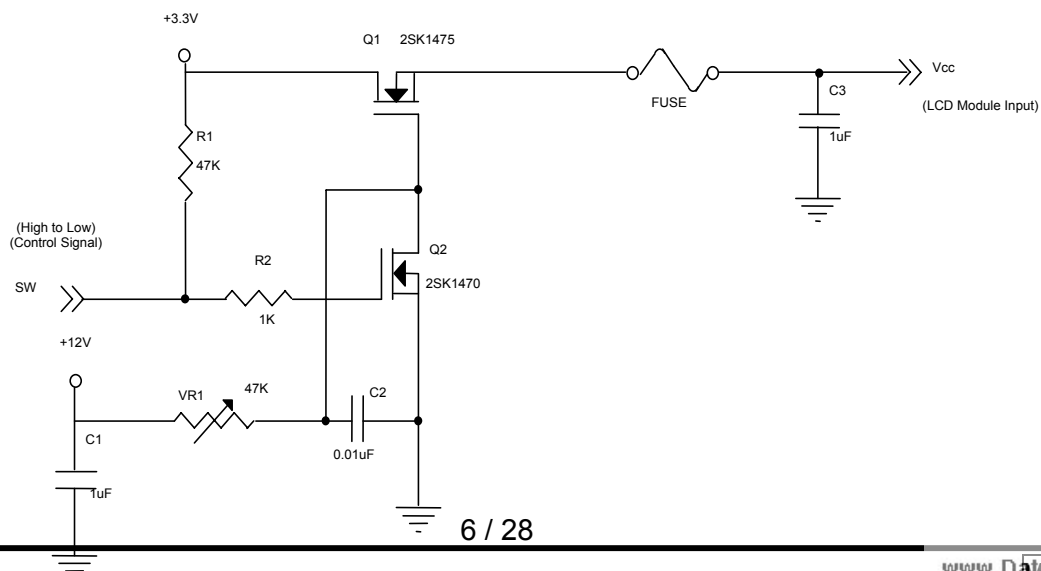 +3.3V
Q1 2SK1475
Vcc
(LCD Module Input)
FUSE
C3
1uF
R1
47K
(High to Low)
(Control Signal)
SW
R2
1K
Q2
2SK1470
+12V
VR1
47K
C2
0.01uF
C1
1uF
6 / 28